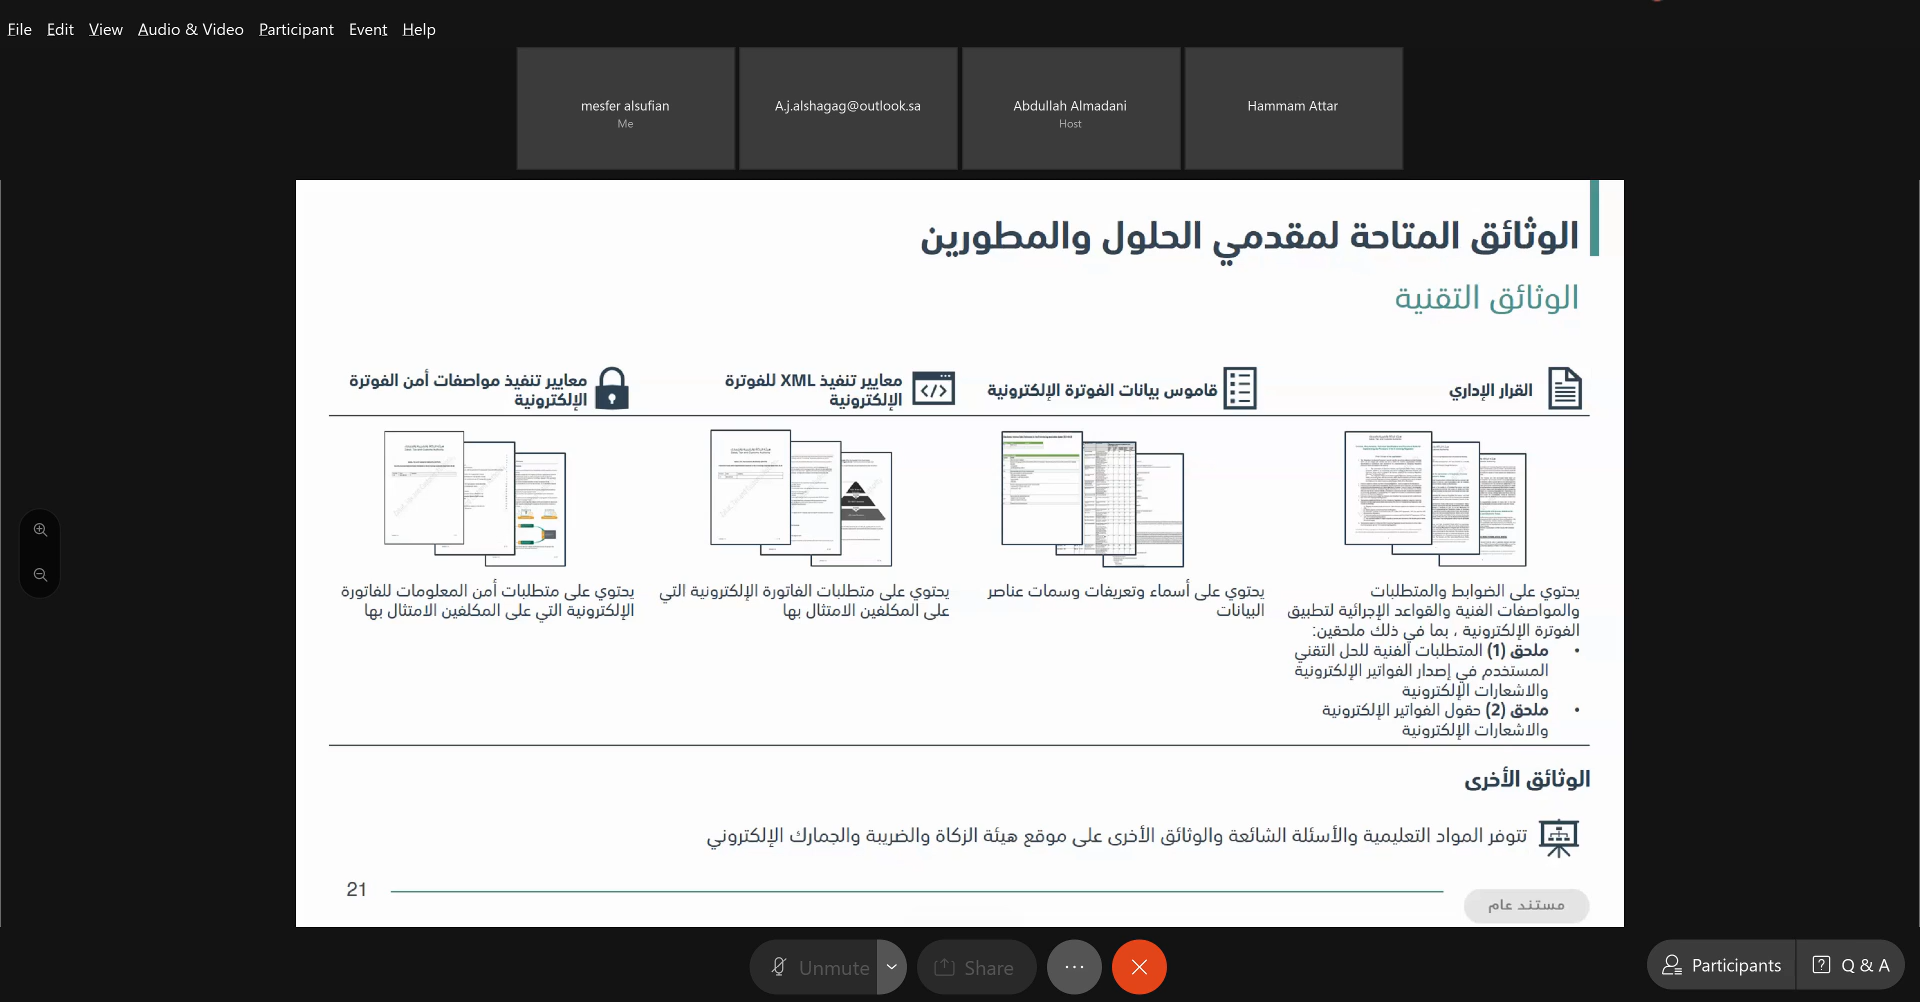 File Edit View Audio & Video Participant Event Help
mesfer alsufian
Me
A.j.alshagag@outlook.sa
Abdullah Almadani
Host
Hammam Attar
الوثائق المتاحة لمقدمي الحلول والمطورين
الوثائق التقنية
القرار الإداري
يحتوي على الضوابط والمتطلبات
والمواصفات الفنية والقواعد الإجرائية لتطبيق
الفوترة الإلكترونية ، بما في ذلك ملحقين:
• ملحق (1) المتطلبات الفنية للحل التقني
المستخدم في إصدار الفواتير الإلكترونية
والاشعارات الإلكترونية
• ملحق (2) حقول الفواتير الإلكترونية
والاشعارات الإلكترونية
قاموس بيانات الفوترة الإلكترونية
يحتوي على أسماء وتعريفات وسمات عناصر
البيانات
معايير تنفيذ XML للفوترة
الإلكترونية
يحتوي على متطلبات الفاتورة الإلكترونية التي
على المكلفين الامتثال بها
معايير تنفيذ مواصفات أمن الفوترة
الإلكترونية
يحتوي على متطلبات أمن المعلومات للفاتورة
الإلكترونية التي على المكلفين الامتثال بها
الوثائق الأخرى
تتوفر المواد التعليمية والأسئلة الشائعة والوثائق الأخرى على موقع هيئة الزكاة والضريبة والجمارك الإلكتروني
21
مستند عام
Unmute
Share
Participants
Q & A